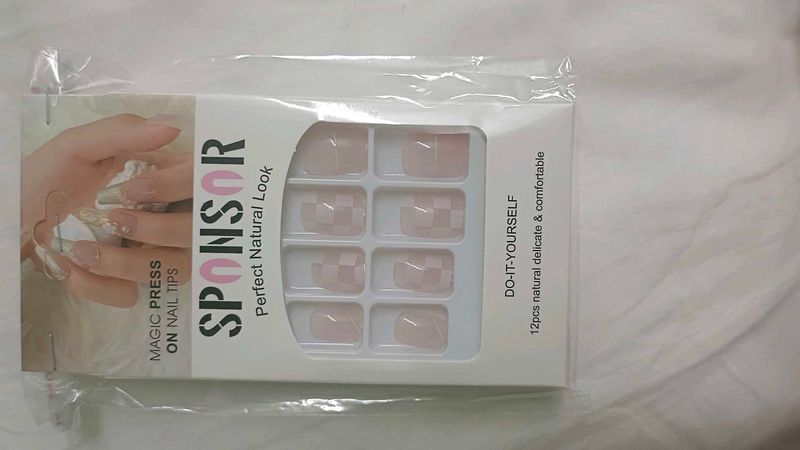 MAGIC PRESS
ON NAIL TIPS
SPONSOR
Perfect Natural Look
DO-IT-YOURSELF
12pcs natural delicate & comfortable